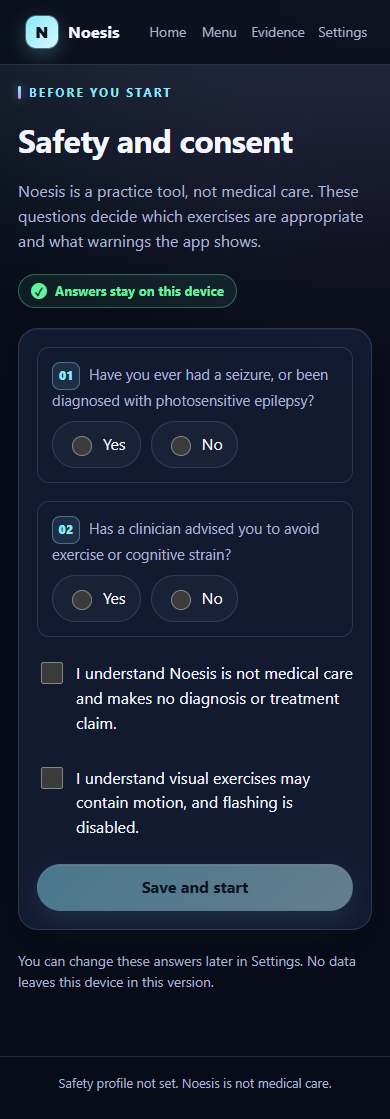 N Noesis Home Menu Evidence Settings
BEFORE YOU START
Safety and consent
Noesis is a practice tool, not medical care. These
questions decide which exercises are appropriate
and what warnings the app shows.
Answers stay on this device
01 Have you ever had a seizure, or been
diagnosed with photosensitive epilepsy?
Yes No
02 Has a clinician advised you to avoid
exercise or cognitive strain?
Yes No
I understand Noesis is not medical care
and makes no diagnosis or treatment
claim.
I understand visual exercises may
contain motion, and flashing is
disabled.
Save and start
You can change these answers later in Settings. No data
leaves this device in this version.
Safety profile not set. Noesis is not medical care.